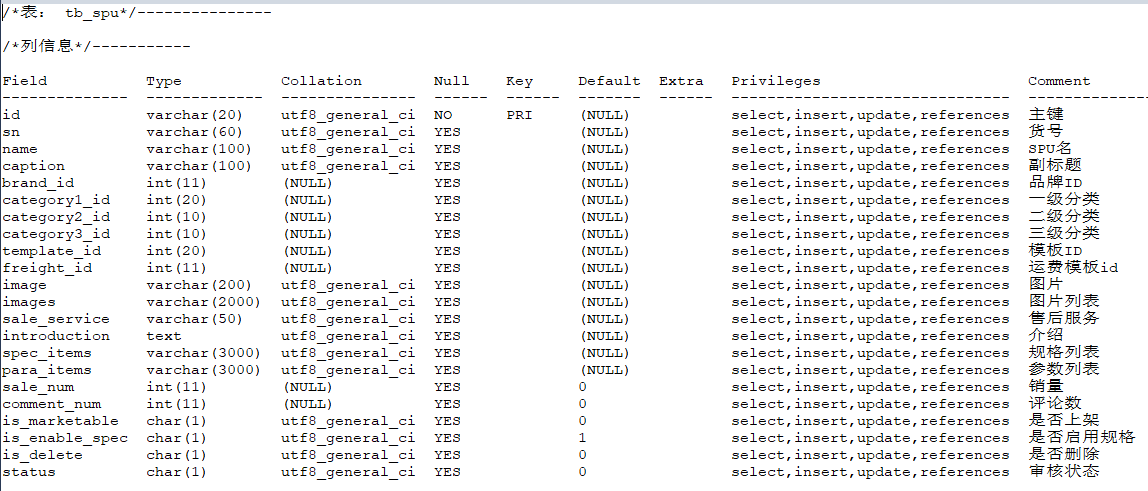 /*表： tb_spu*/---------------
/*列信息*/-----------
Field Type Collation Null Key Default Extra Privileges Comment
-------------- ------------- --------------- ------ ------ ------- ------ ------------------------------- --------------
id varchar(20) utf8_general_ci NO PRI (NULL) select,insert,update,references 主键
sn varchar(60) utf8_general_ci YES (NULL) select,insert,update,references 货号
name varchar(100) utf8_general_ci YES (NULL) select,insert,update,references SPU名
caption varchar(100) utf8_general_ci YES (NULL) select,insert,update,references 副标题
brand_id int(11) (NULL) YES (NULL) select,insert,update,references 品牌ID
category1_id int(20) (NULL) YES (NULL) select,insert,update,references 一级分类
category2_id int(10) (NULL) YES (NULL) select,insert,update,references 二级分类
category3_id int(10) (NULL) YES (NULL) select,insert,update,references 三级分类
template_id int(20) (NULL) YES (NULL) select,insert,update,references 模板ID
freight_id int(11) (NULL) YES (NULL) select,insert,update,references 运费模板id
image varchar(200) utf8_general_ci YES (NULL) select,insert,update,references 图片
images varchar(2000) utf8_general_ci YES (NULL) select,insert,update,references 图片列表
sale_service varchar(50) utf8_general_ci YES (NULL) select,insert,update,references 售后服务
introduction text utf8_general_ci YES (NULL) select,insert,update,references 介绍
spec_items varchar(3000) utf8_general_ci YES (NULL) select,insert,update,references 规格列表
para_items varchar(3000) utf8_general_ci YES (NULL) select,insert,update,references 参数列表
sale_num int(11) (NULL) YES 0 select,insert,update,references 销量
comment_num int(11) (NULL) YES 0 select,insert,update,references 评论数
is_marketable char(1) utf8_general_ci YES 0 select,insert,update,references 是否上架
is_enable_spec char(1) utf8_general_ci YES 1 select,insert,update,references 是否启用规格
is_delete char(1) utf8_general_ci YES 0 select,insert,update,references 是否删除
status char(1) utf8_general_ci YES 0 select,insert,update,references 审核状态